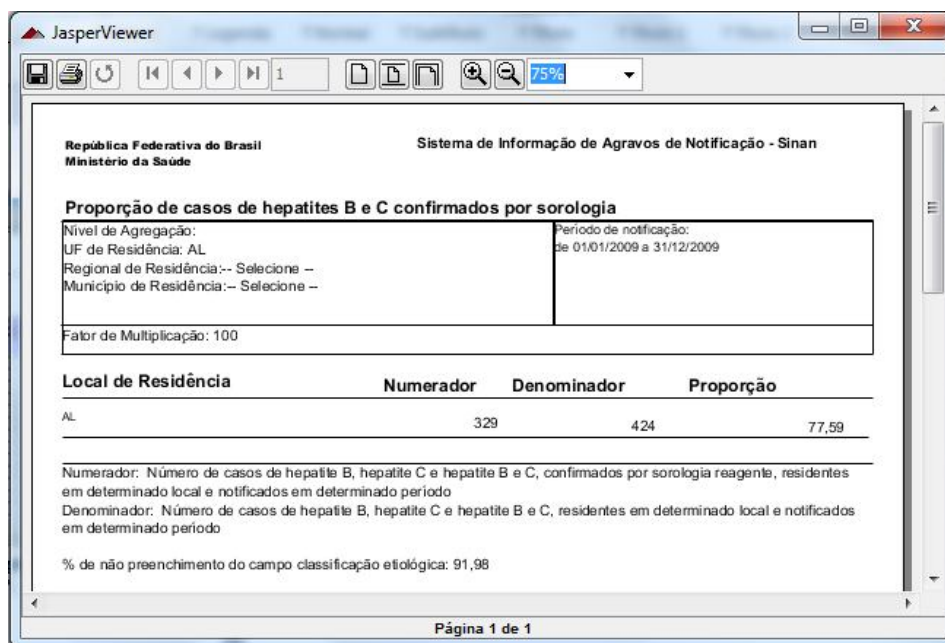 JasperViewer
1
75%
República Federativa do Brasil
Ministério da Saúde
Sistema de Informação de Agravos de Notificação - Sinan
Proporção de casos de hepatites B e C confirmados por sorologia
Nível de Agregação:
UF de Residência: AL
Regional de Residência:-- Selecione --
Município de Residência:-- Selecione --
Período de notificação:
de 01/01/2009 a 31/12/2009
Fator de Multiplicação: 100
Local de Residência Numerador Denominador Proporção
AL 329 424 77,59
Numerador: Número de casos de hepatite B, hepatite C e hepatite B e C, confirmados por sorologia reagente, residentes
em determinado local e notificados em determinado período
Denominador: Número de casos de hepatite B, hepatite C e hepatite B e C, residentes em determinado local e notificados
em determinado período
% de não preenchimento do campo classificação etiológica: 91,98
Página 1 de 1